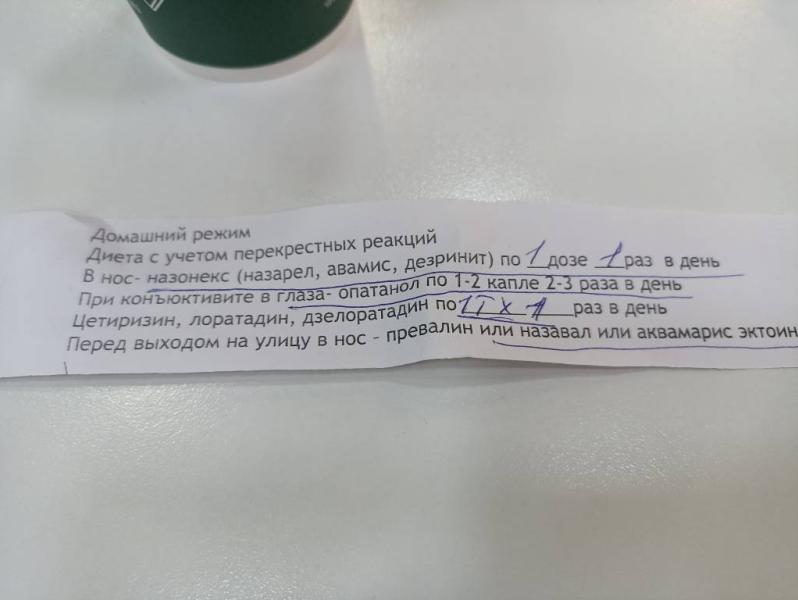 Домашний режим
Диета с учетом перекрестных реакций
В нос- назонекс (назарел, авамис, дезринит) по 1 дозе 1 раз в день
При конъюктивите в глаза- опатанол по 1-2 капле 2-3 раза в день
Цетиризин, лоратадин, дзелоратадин по 1т х 1 раз в день
Перед выходом на улицу в нос - превалин или назавал или аквамарис эктоин